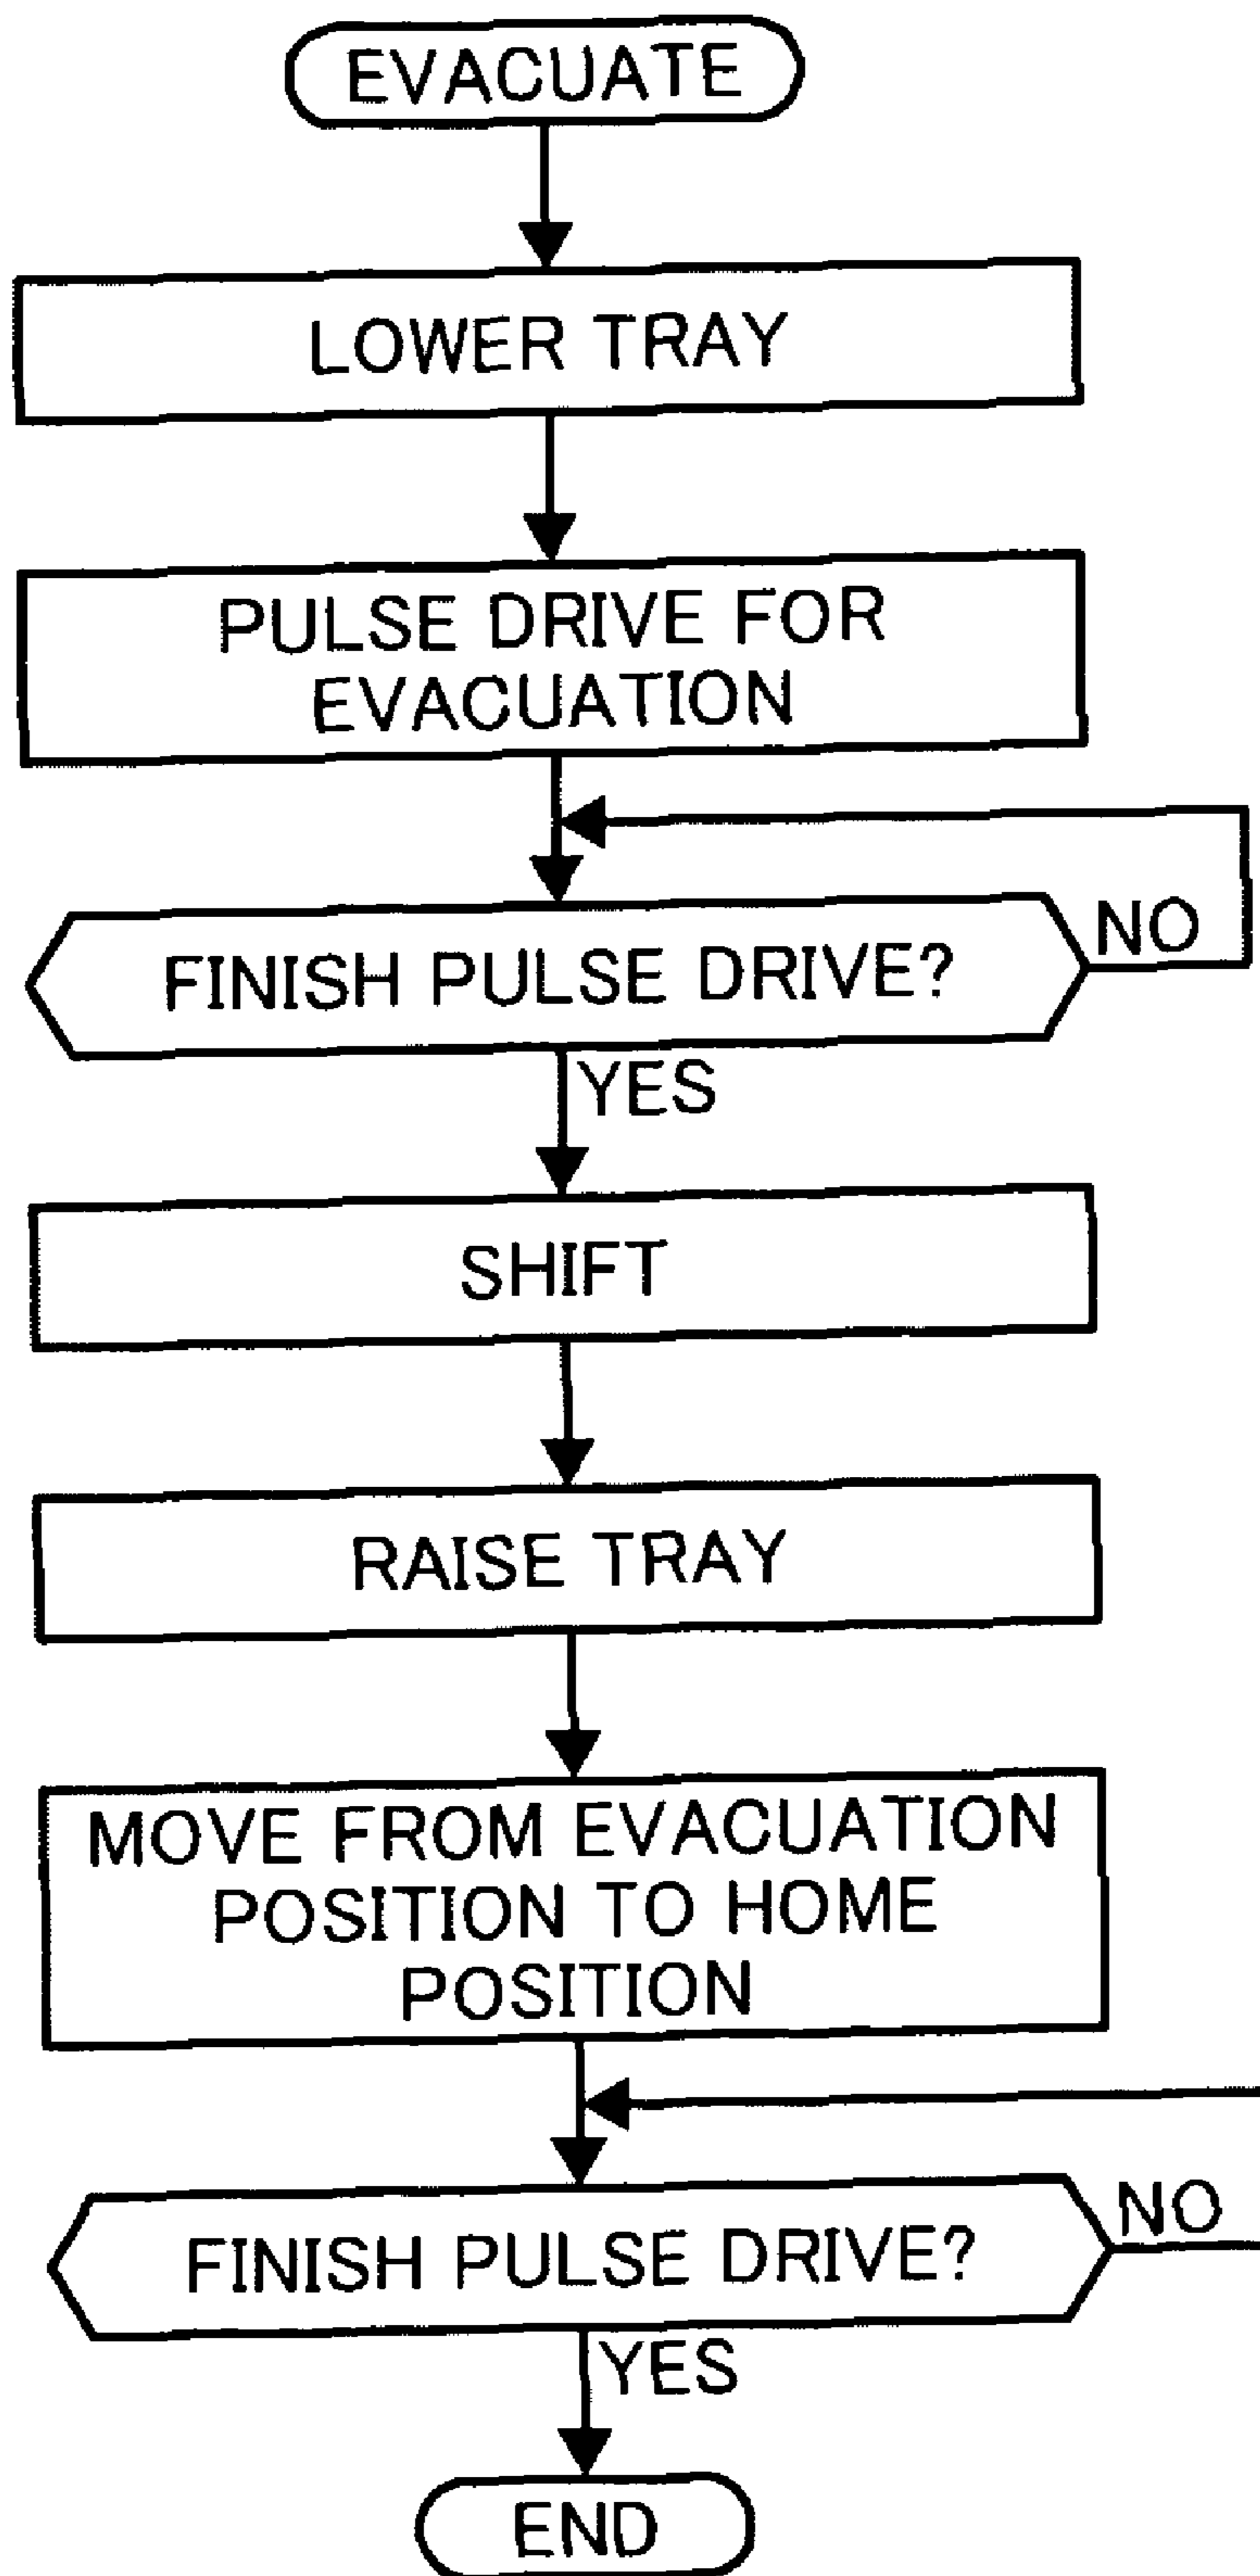 EVACUATE
LOWER TRAY
PULSE DRIVE FOR
EVACUATION
FINISH PULSE DRIVE?
NO
YES
SHIFT
RAISE TRAY
MOVE FROM EVACUATION
POSITION TO HOME
POSITION
FINISH PULSE DRIVE?
NO
YES
END